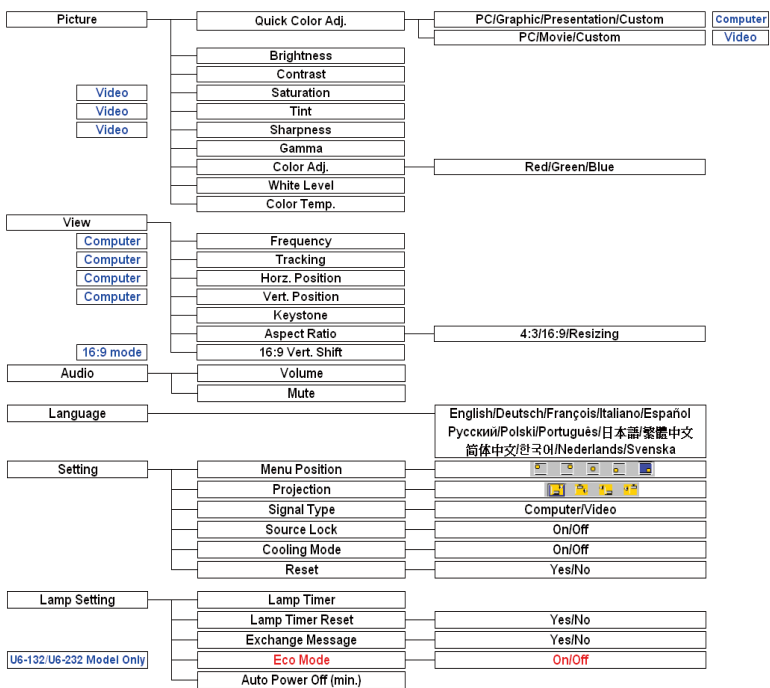 Picture Quick Color Adj. PC/Graphic/Presentation/Custom Computer
PC/Movie/Custom Video
Brightness
Contrast
Video Saturation
Video Tint
Video Sharpness
Gamma
Color Adj. Red/Green/Blue
White Level
Color Temp.
View
Computer Frequency
Computer Tracking
Computer Horz. Position
Computer Vert. Position
Keystone
Aspect Ratio 4:3/16:9/Resizing
16:9 mode 16:9 Vert. Shift
Audio Volume
Mute
Language English/Deutsch/Français/Italiano/Español
Русский/Polski/Português/日本語/繁體中文
简体中文/한국어/Nederlands/Svenska
Setting Menu Position
Projection
Signal Type Computer/Video
Source Lock On/Off
Cooling Mode On/Off
Reset Yes/No
Lamp Setting Lamp Timer
Lamp Timer Reset Yes/No
Exchange Message Yes/No
U6-132/U6-232 Model Only Eco Mode On/Off
Auto Power Off (min.)